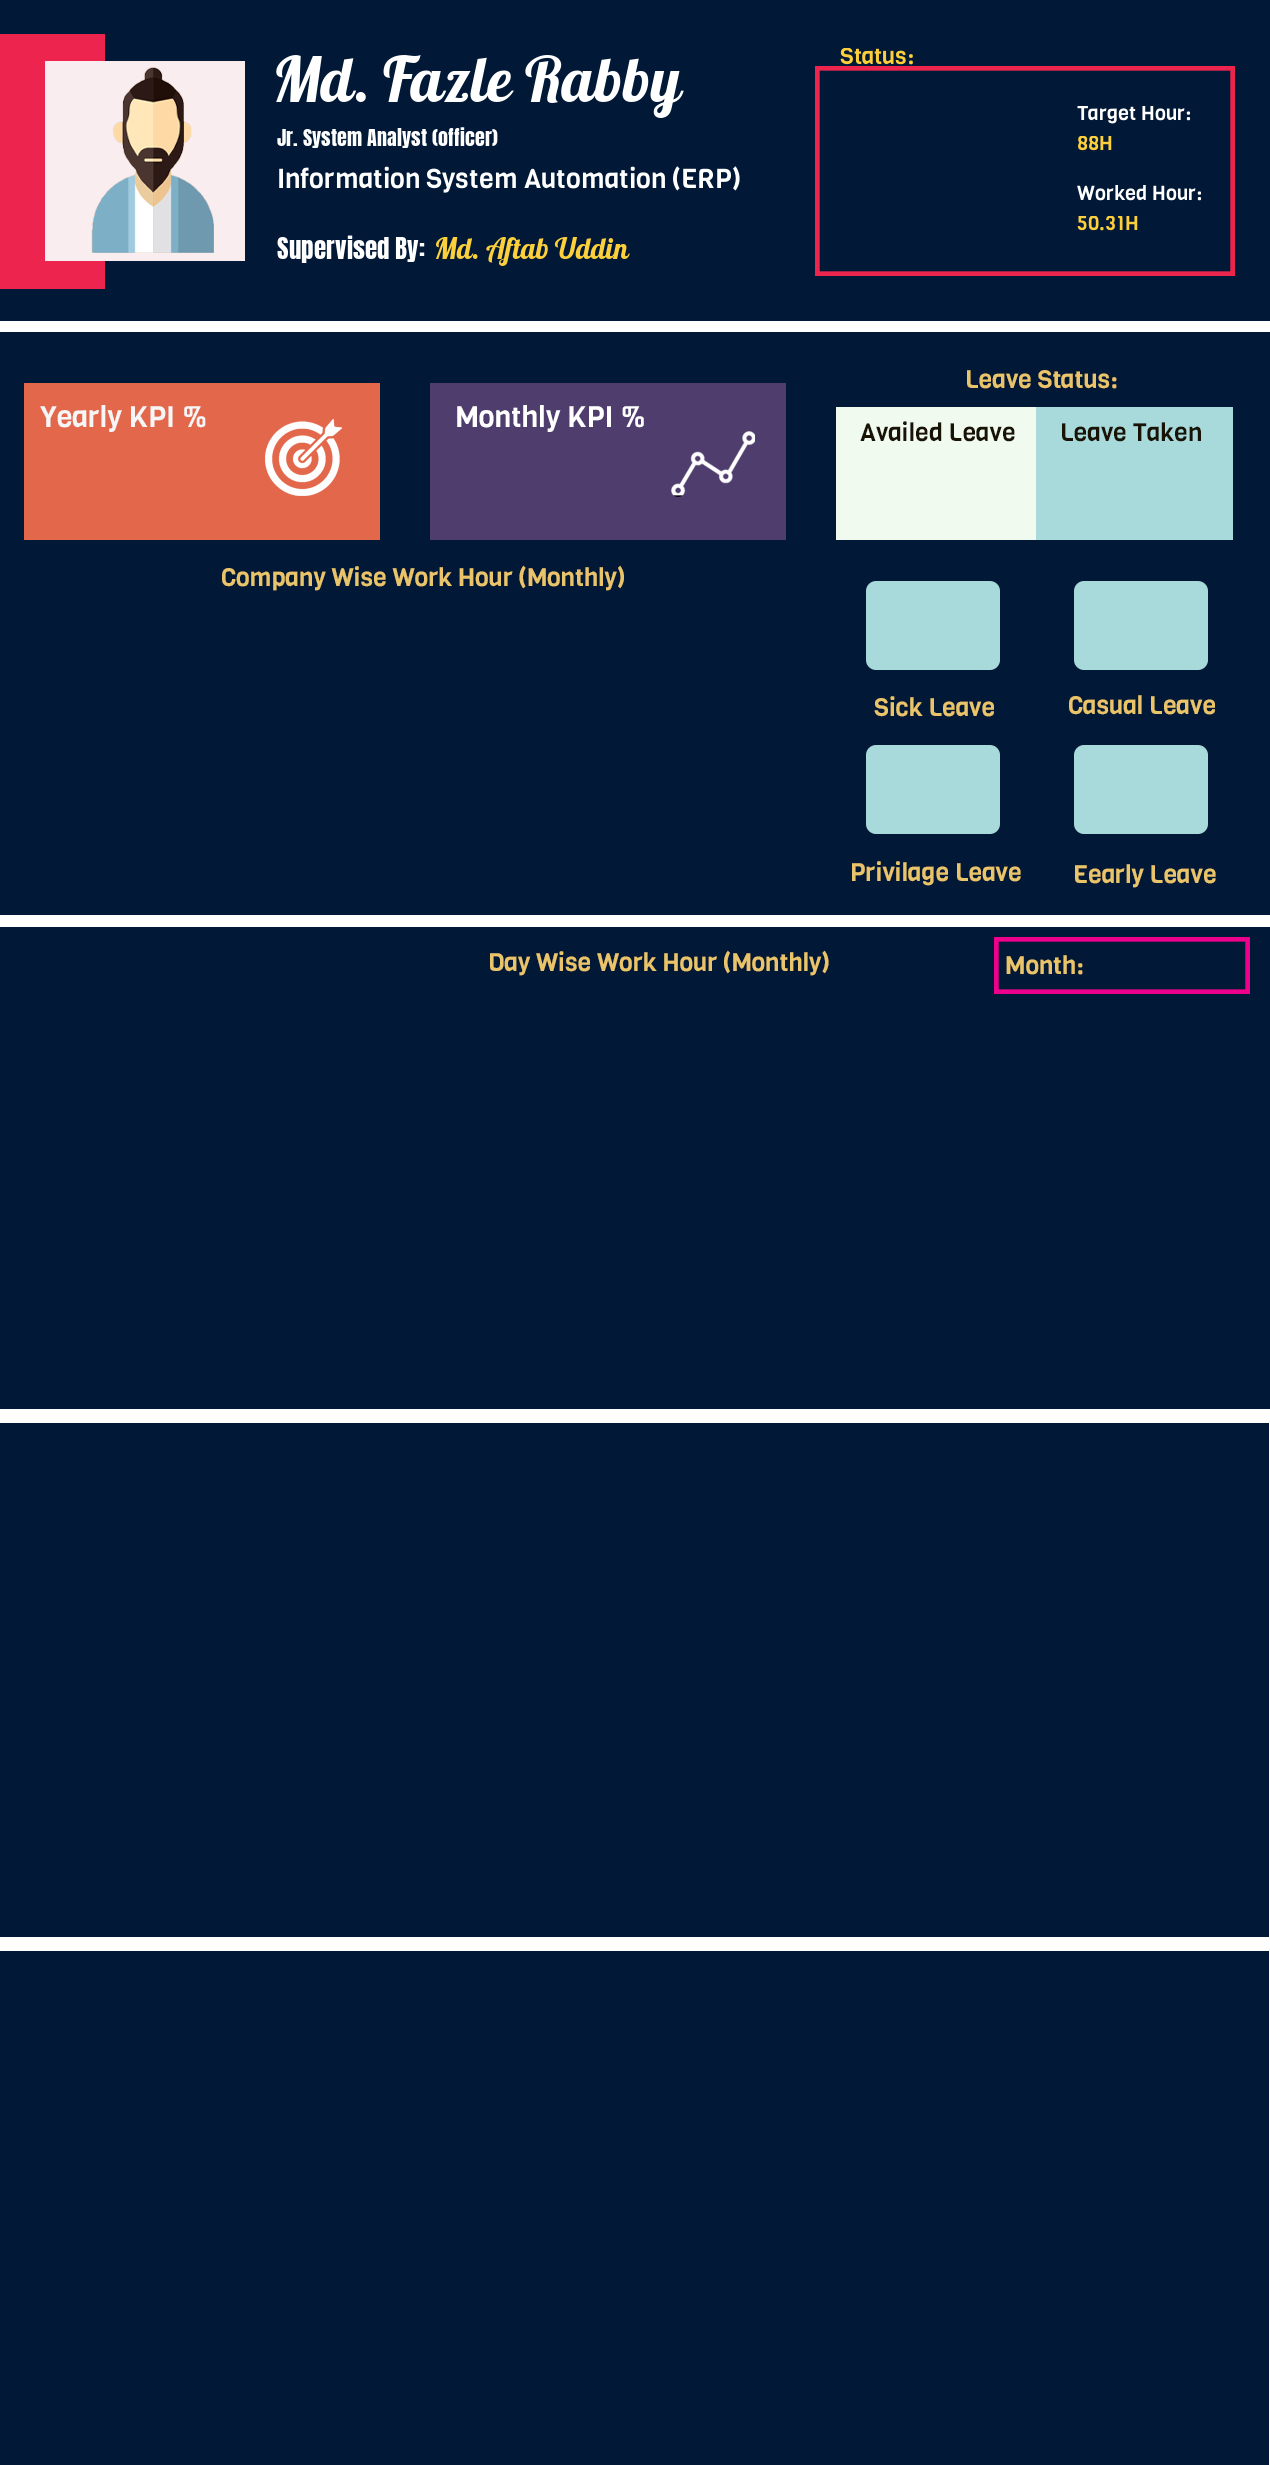 Md. Fazle Rabby
Jr. System Analyst (officer)
Information System Automation (ERP)
Supervised By: Md. Aftab Uddin
Status:
Target Hour:
88H
Worked Hour:
50.31H
Yearly KPI %
Monthly KPI %
Leave Status:
Availed Leave
Leave Taken
Company Wise Work Hour (Monthly)
Sick Leave
Casual Leave
Privilage Leave
Eearly Leave
Day Wise Work Hour (Monthly)
Month: